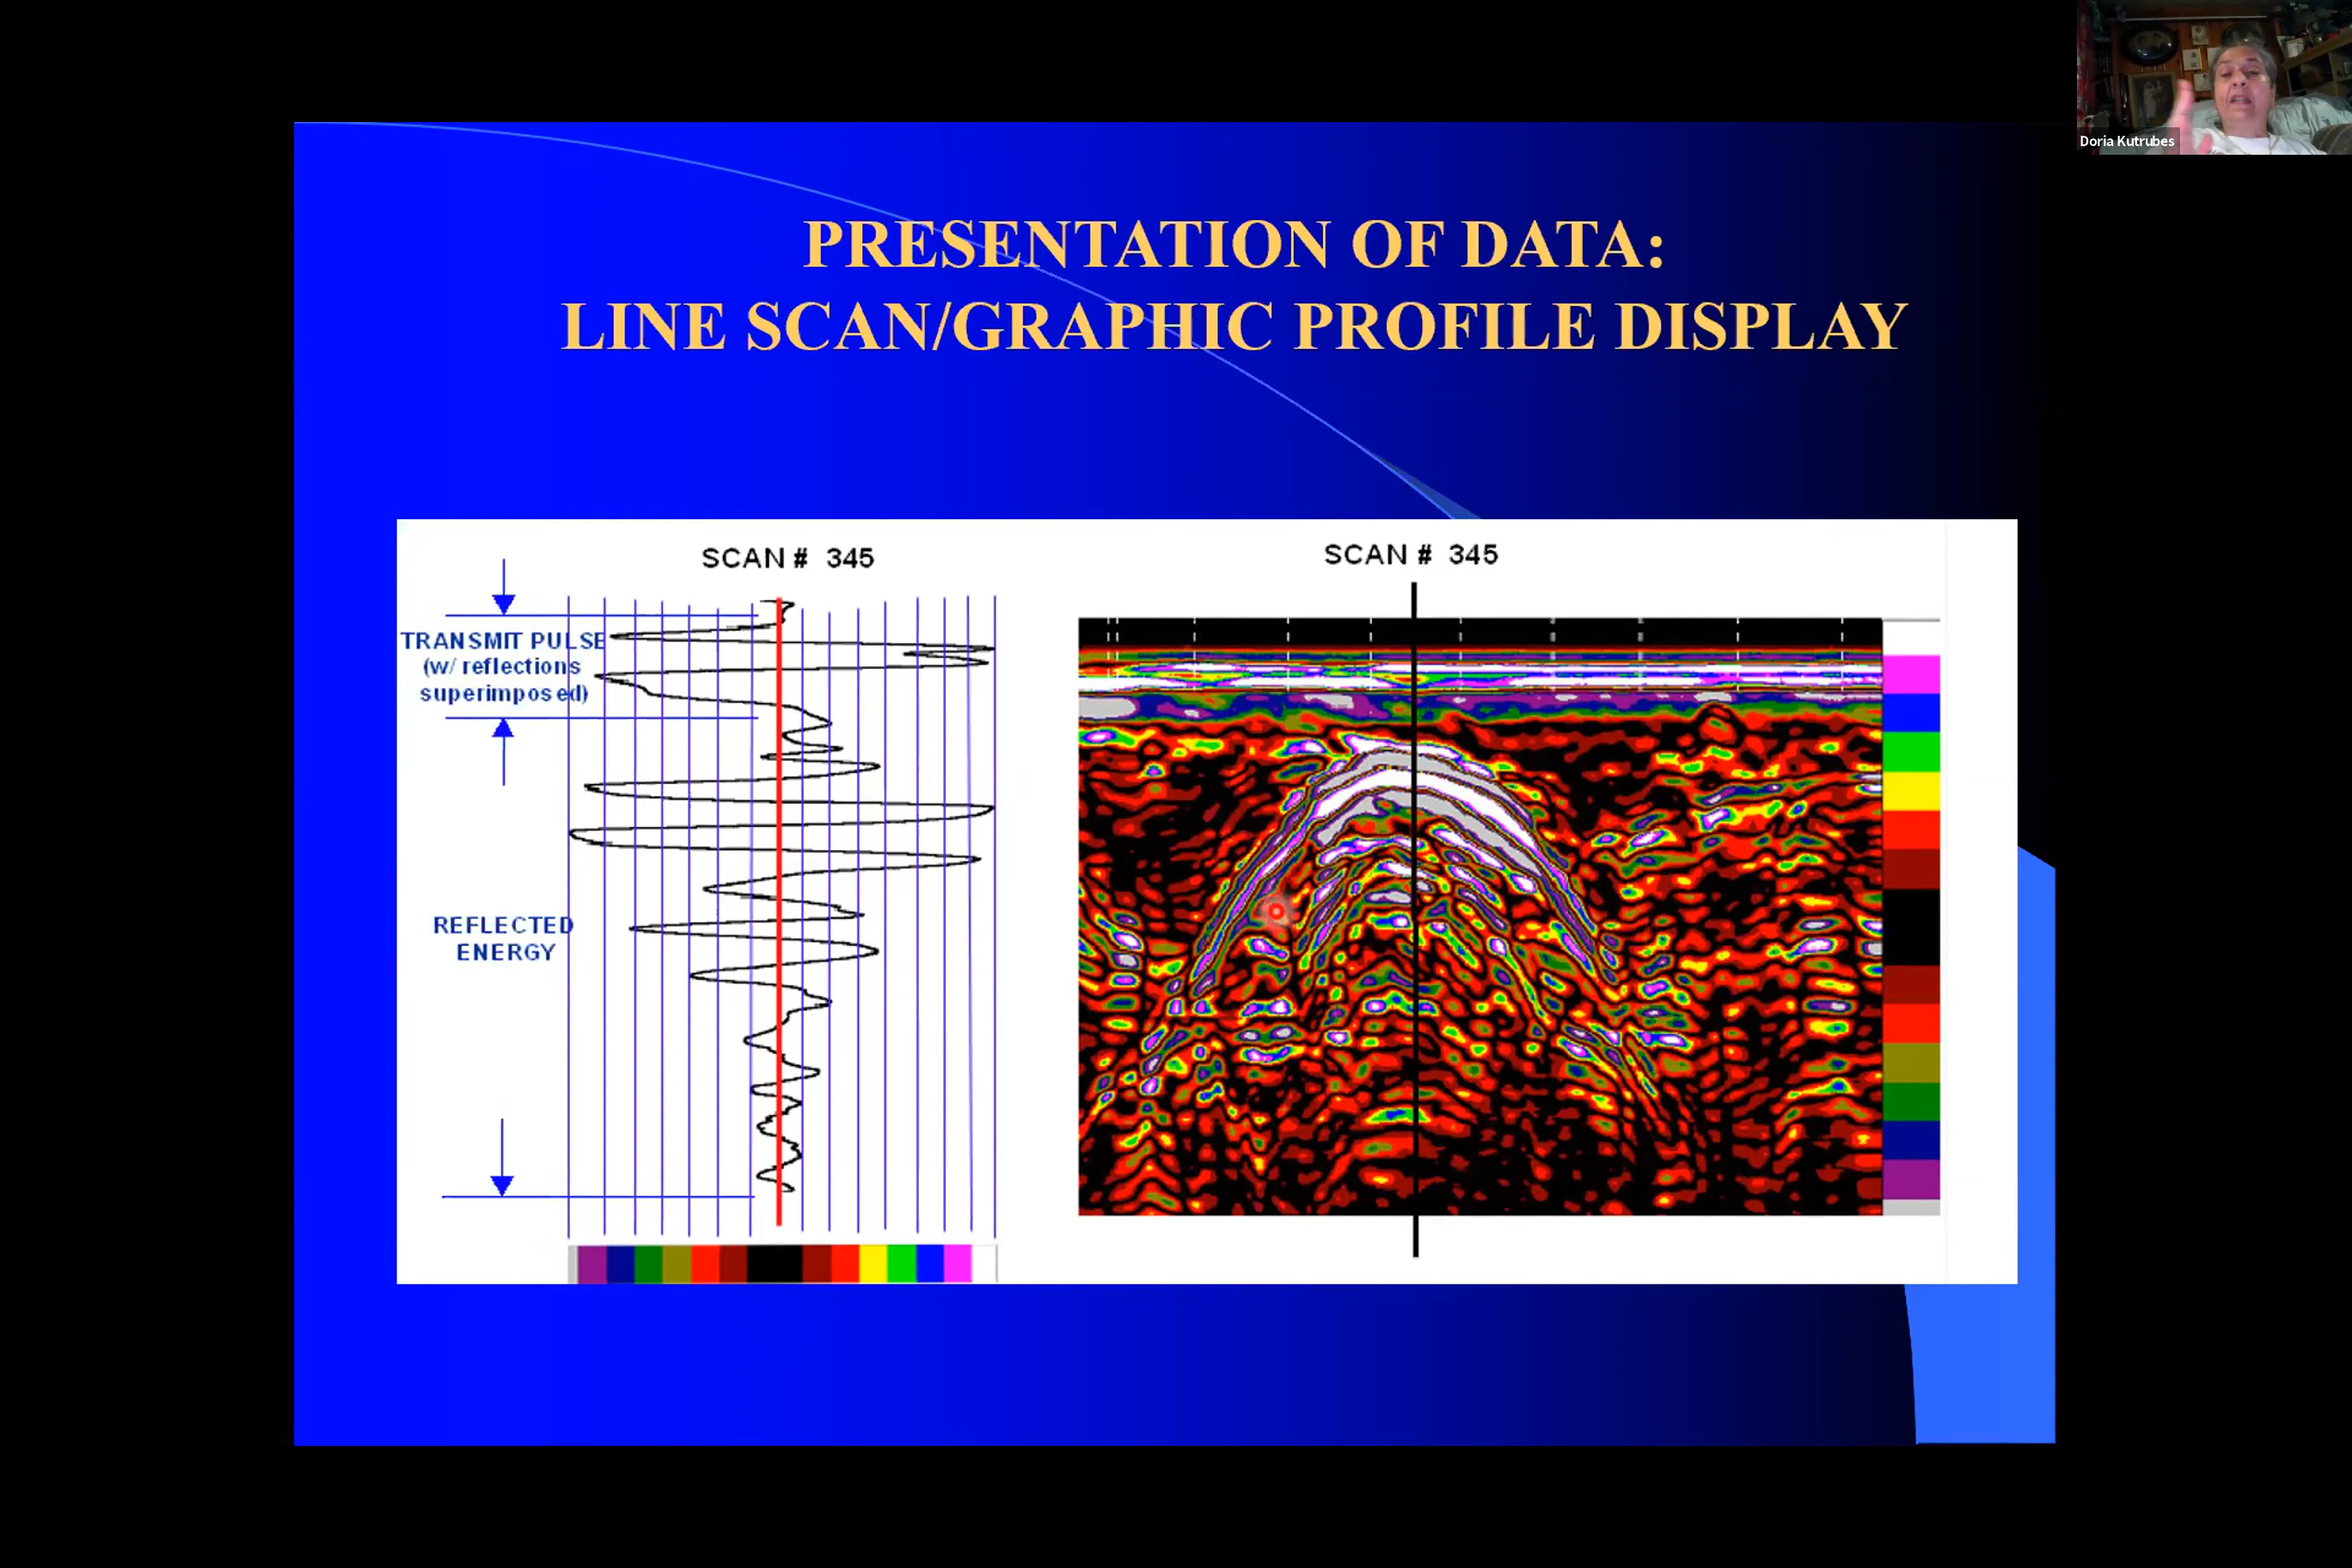 Doria Kutrubes
PRESENTATION OF DATA:
LINE SCAN/GRAPHIC PROFILE DISPLAY
SCAN # 345
TRANSMIT PULSE
(w/ reflections
superimposed)
REFLECTED
ENERGY
SCAN # 345